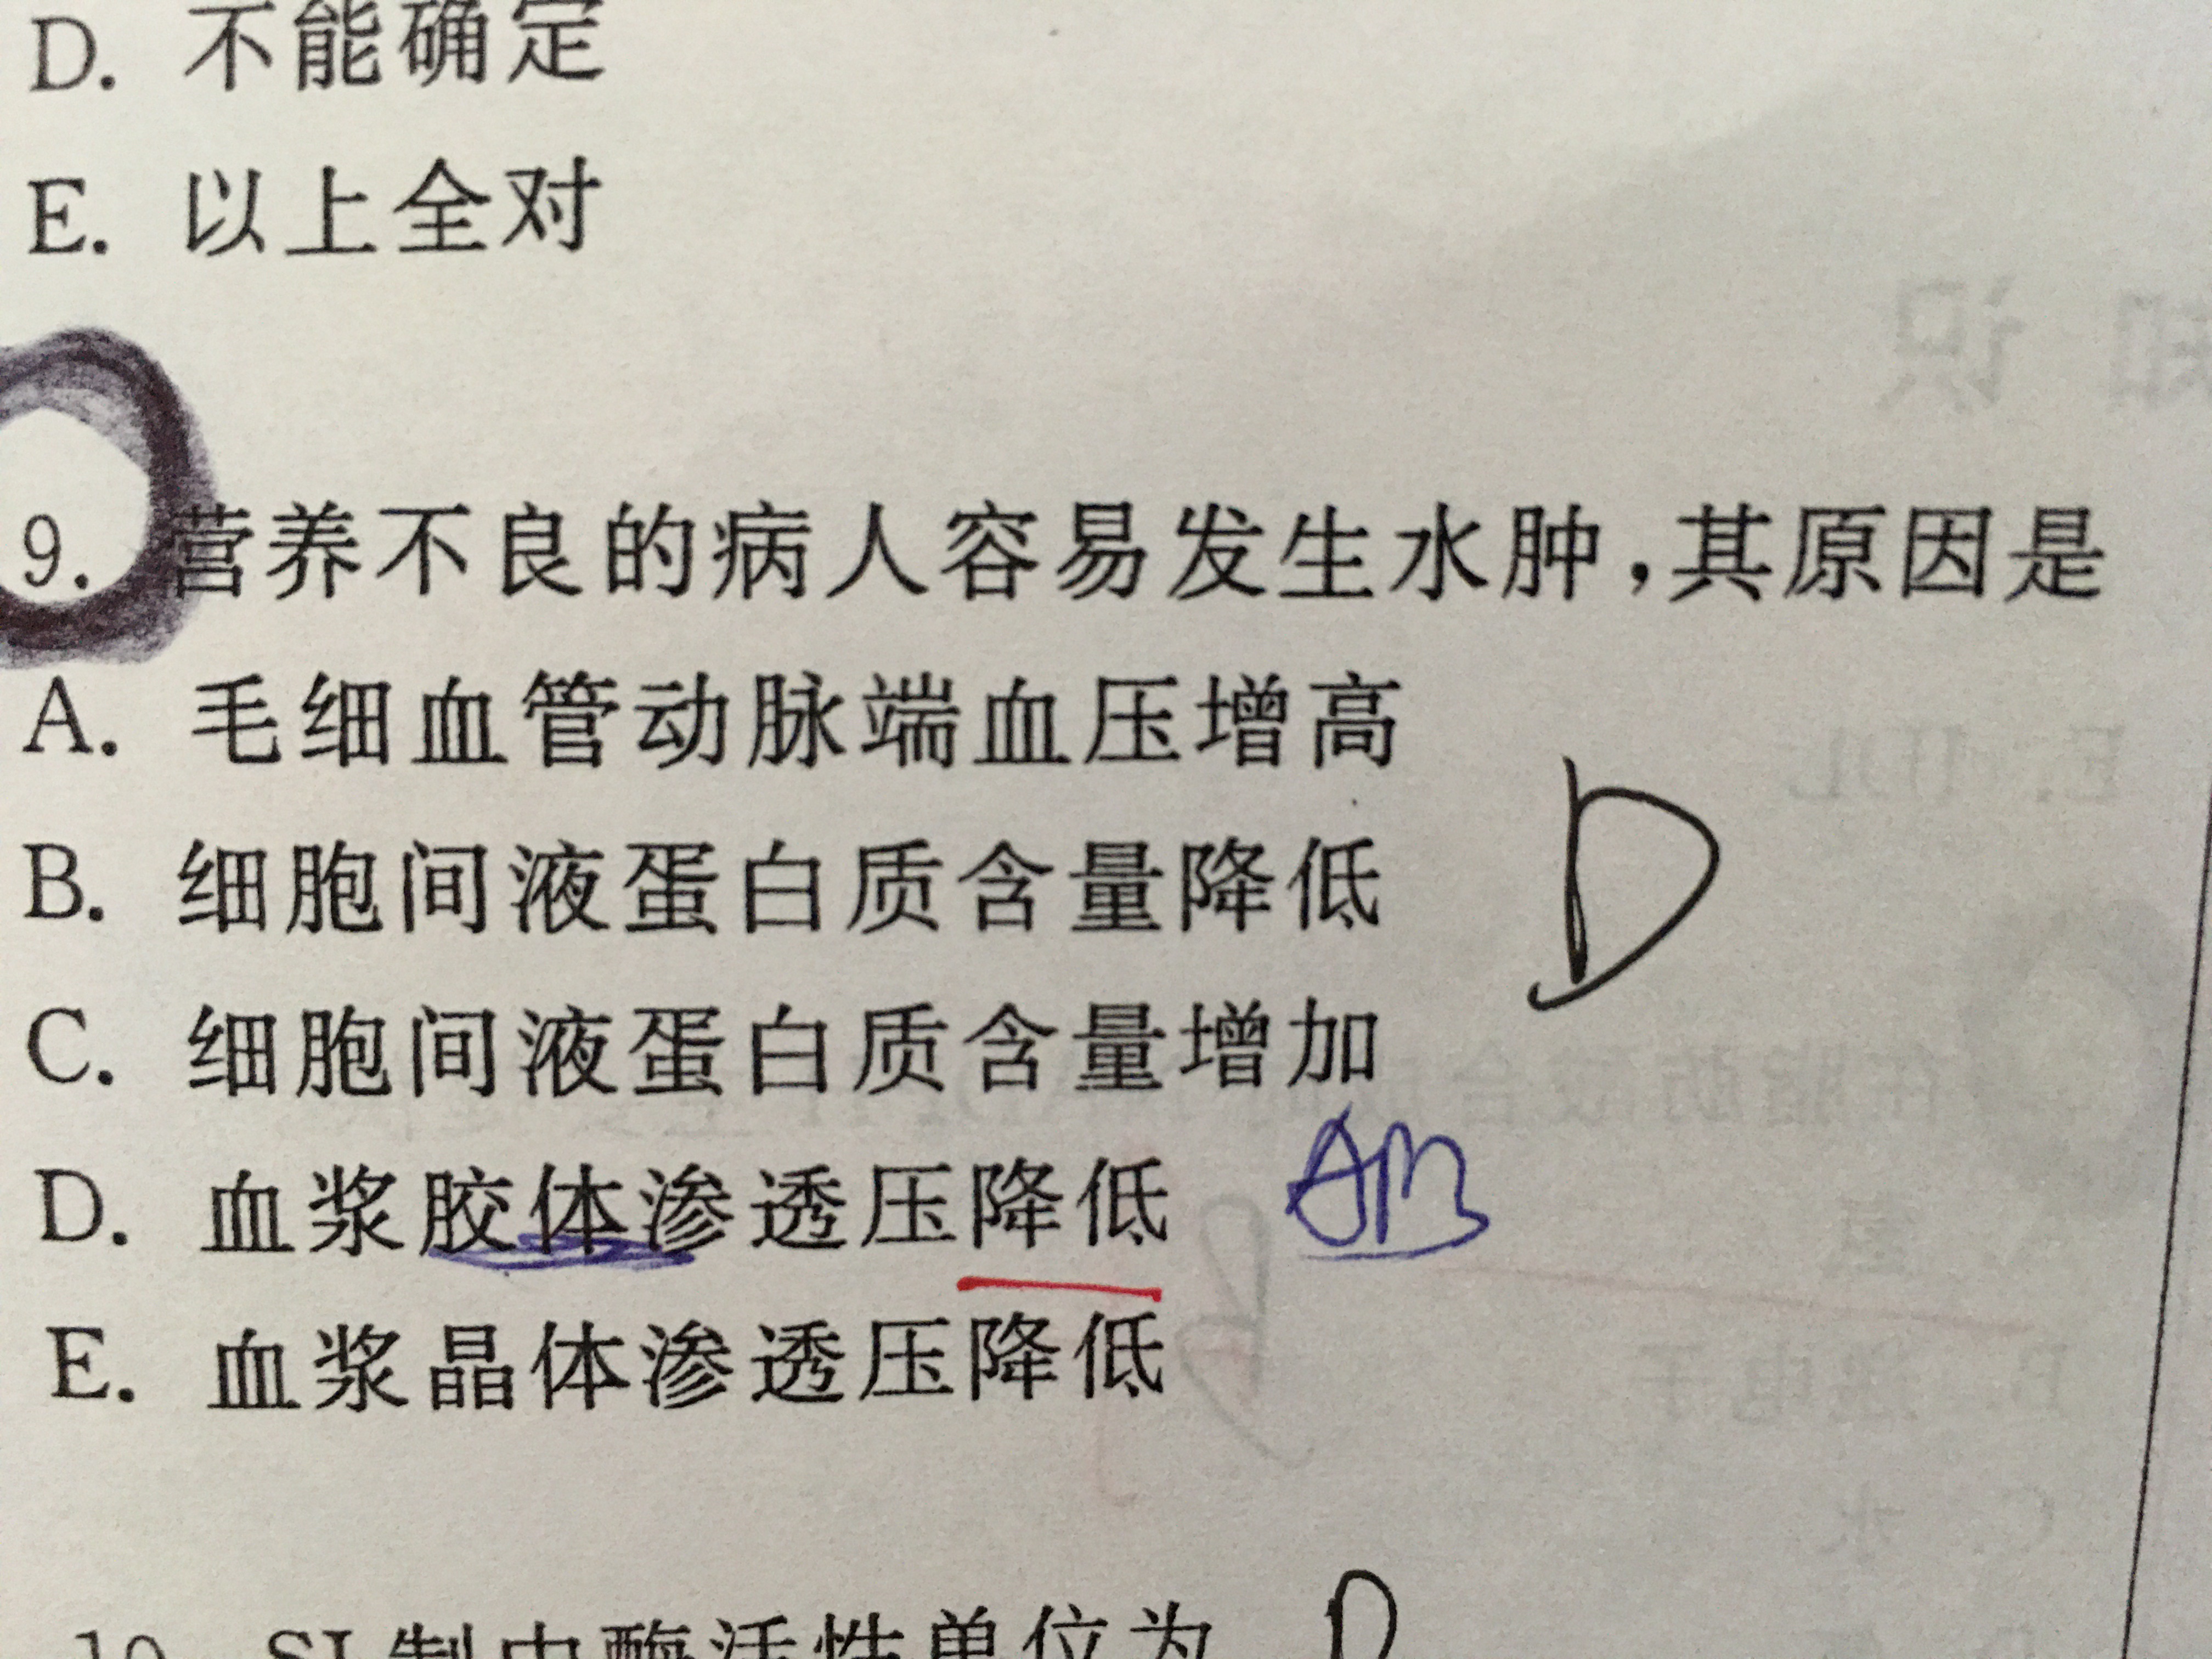 D. 不能确定
E. 以上全对
9. 营养不良的病人容易发生水肿,其原因是
A. 毛细血管动脉端血压增高
B. 细胞间液蛋白质含量降低
C. 细胞间液蛋白质含量增加
D
D. 血浆胶体渗透压降低
E. 血浆晶体渗透压降低
10. SI 制中酶活性单位为 D